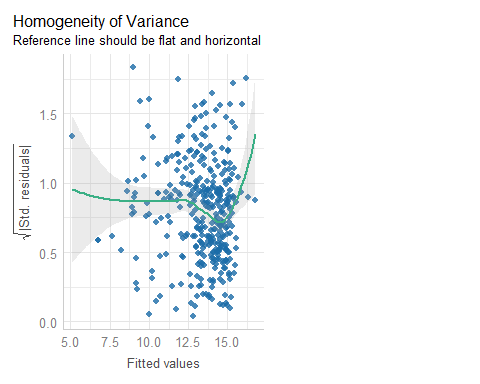 Homogeneity of Variance
Reference line should be flat and horizontal
√|Std. residuals|
1.5
1.0
0.5
0.0
5.0 7.5 10.0 12.5 15.0
Fitted values